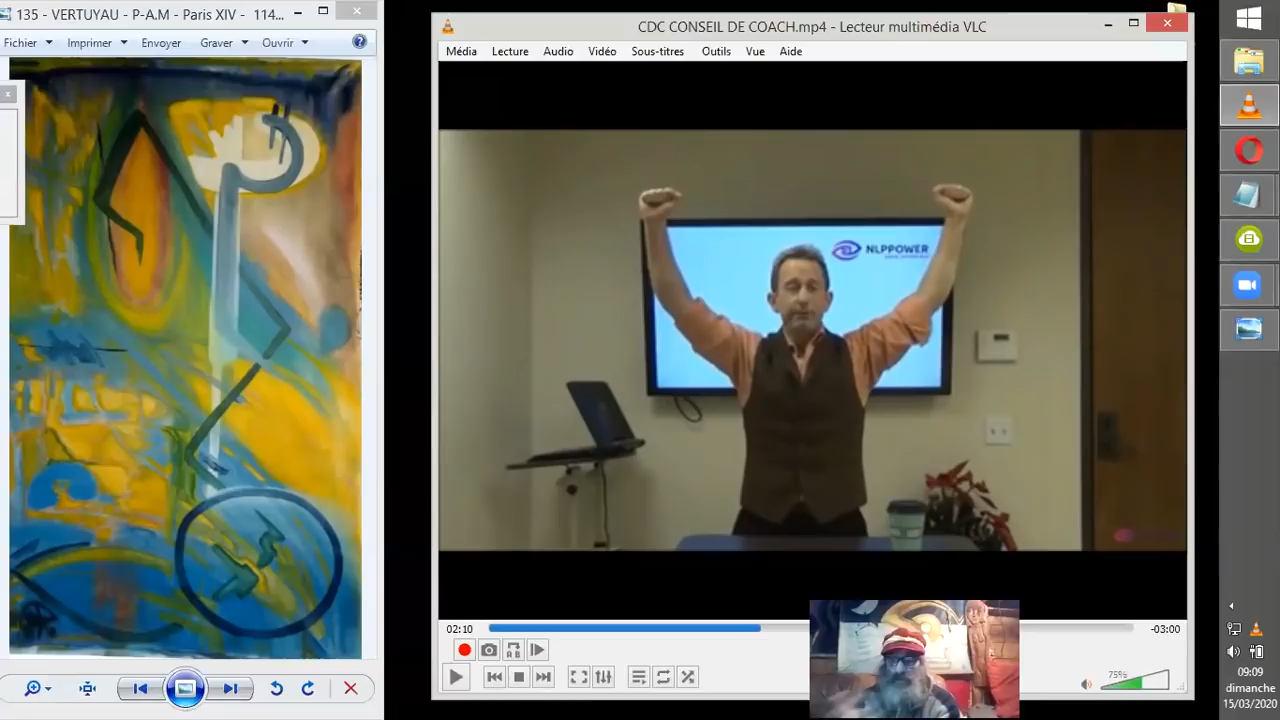 135 - VERTUYAU - P-A-M - Paris XIV - 114...
Fichier Imprimer Envoyer Graver Ouvrir
CDC CONSEIL DE COACH.mp4 - Lecteur multimédia VLC
Média Lecture Audio Vidéo Sous-titres Outils Vue Aide
NLPPOWER
02:10
-03:00
A B
75%
09:09
dimanche
15/03/2020